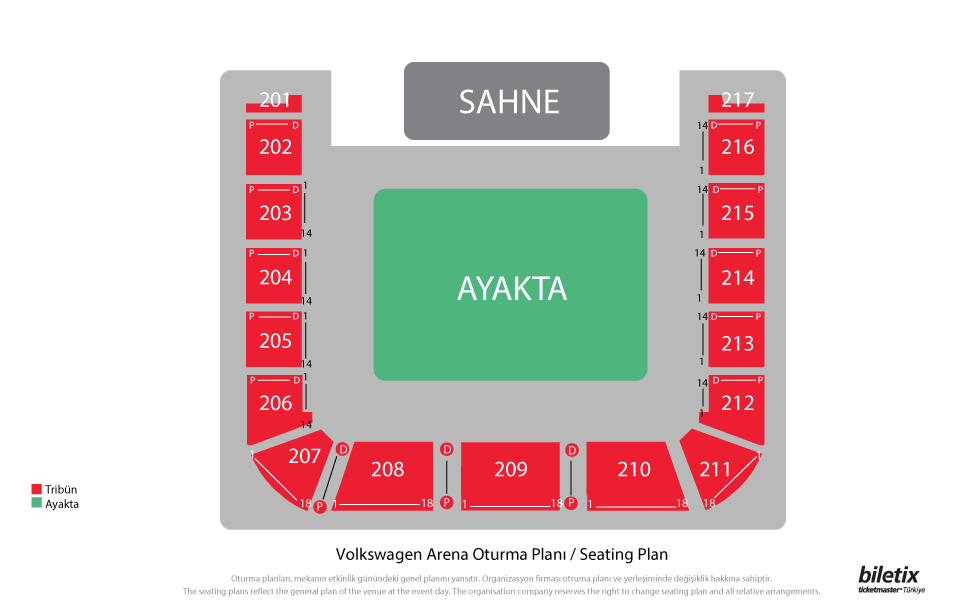 SAHNE
201
P D
202
P D
203
1
14
P D
204
1
14
P D
205
1
14
P D
206
1
14
217
14 D P
216
1
14 D P
215
1
14 D P
214
1
14 D P
213
1
14 D P
212
1
AYAKTA
207
1
18
D
P
208
1 18
D
P
209
1 18
D
P
210
1 18
211
1
18
Tribün
Ayakta
Volkswagen Arena Oturma Planı / Seating Plan
Oturma planları, mekanın etkinlik günündeki genel planını yansıtır. Organizasyon firması otruma planı ve yerleşiminde değişiklik hakkına sahiptir.
The seating plans reflect the general plan of the venue at the event day. The organisation company reserves the right to change seating plan and all relative arrangements.
biletix
ticketmaster Türkiye